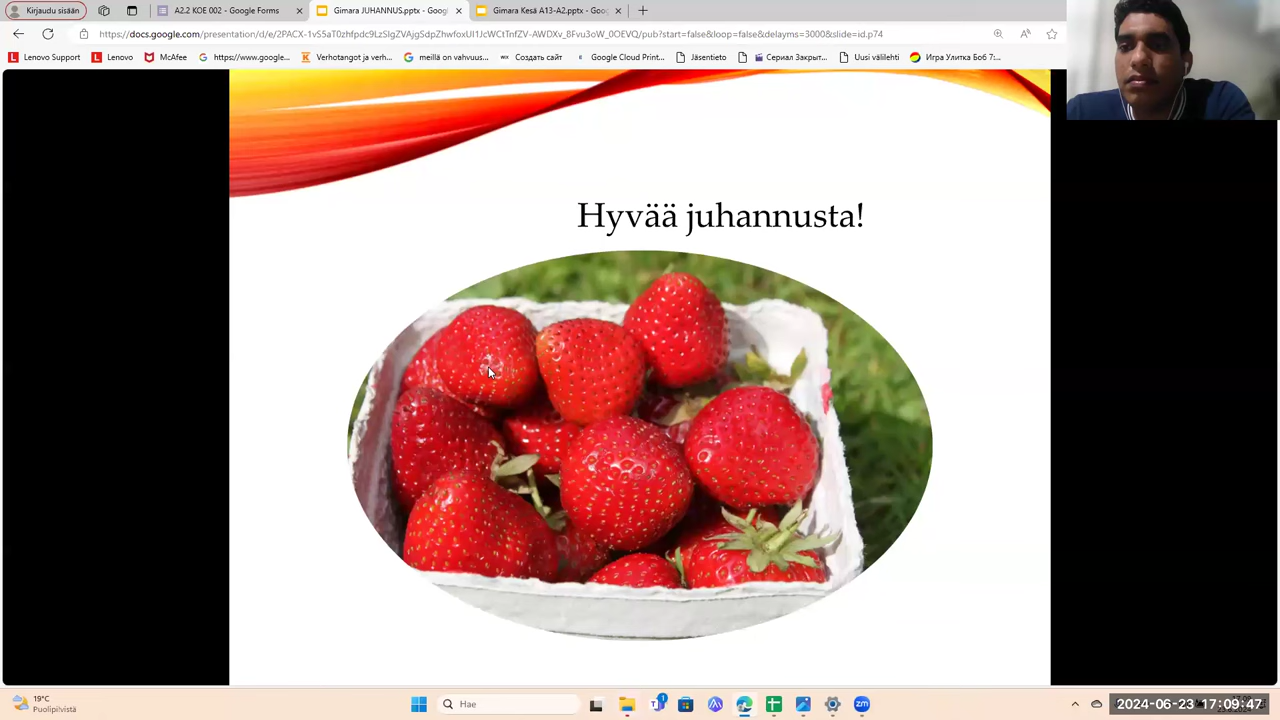 Kirjaudu sisään
A2.2 KOE 002 - Google Forms
Gimara JUHANNUS.pptx - Googl
Gimara Kesä A13-A2.pptx - Goog
https://docs.google.com/presentation/d/e/2PACX-1vS5aT0zhfpdc9LzSIgZVAjgSdpZhwfoxUI1JcWCtTnfZV-AWDXv_8Fvu3oW_0OEVQ/pub?start=false&loop=false&delayms=3000&slide=id.p74
Lenovo Support
Lenovo
McAfee
https://www.google...
Verhotangot ja verh...
meillä on vahvuus...
Создать сайт
Google Cloud Print...
Jäsentieto
Сериал Закрыт...
Uusi välilehti
Игра Улитка Боб 7:...
Hyvää juhannusta!
19°C
Puolipilvistä
Hae
2024-06-23 17:09:47